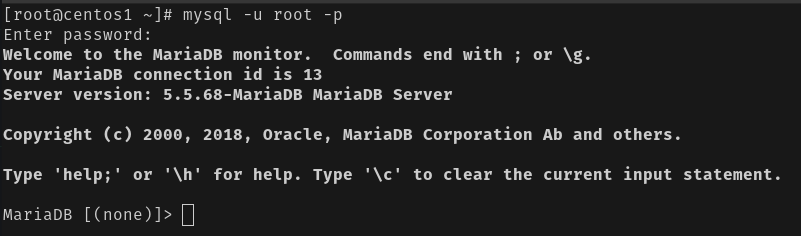 [root@centos1 ~]# mysql -u root -p
Enter password:
Welcome to the MariaDB monitor.  Commands end with ; or \g.
Your MariaDB connection id is 13
Server version: 5.5.68-MariaDB MariaDB Server
Copyright (c) 2000, 2018, Oracle, MariaDB Corporation Ab and others.
Type 'help;' or '\h' for help. Type '\c' to clear the current input statement.
MariaDB [(none)]>